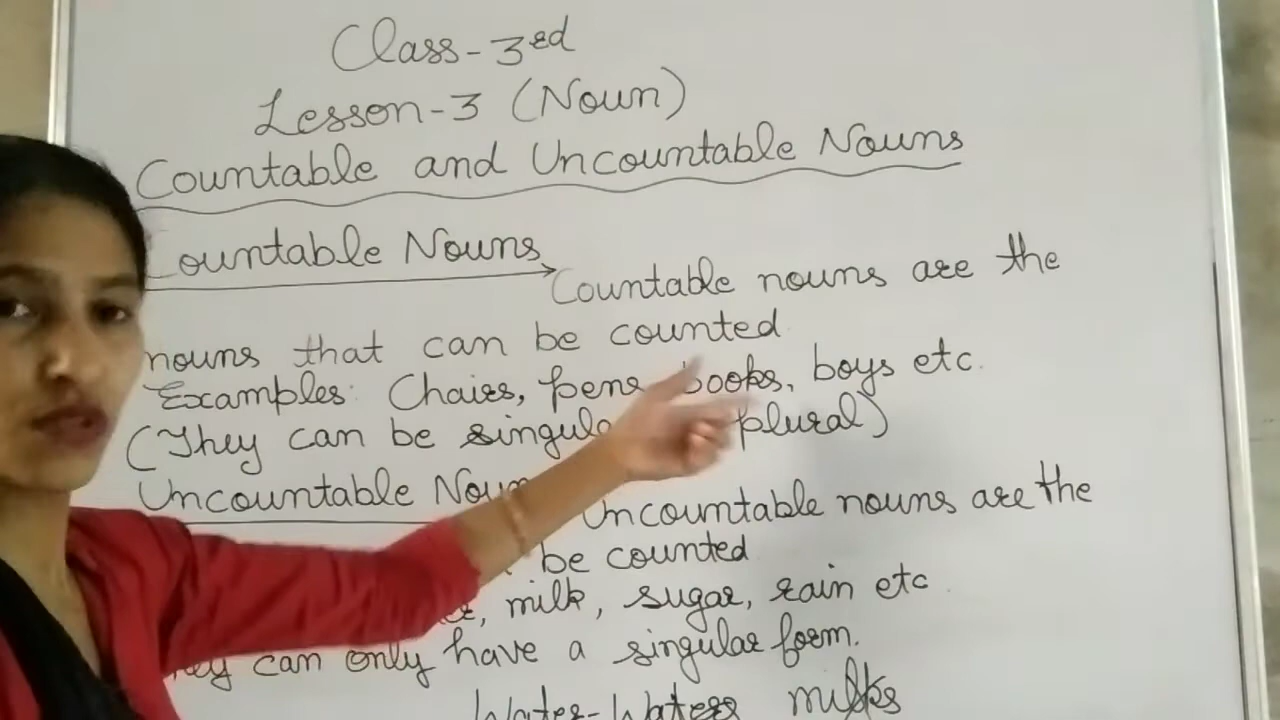 Class-3rd
Lesson-3 (Noun)
Countable and Uncountable Nouns
Countable Nouns
Countable nouns are the
nouns that can be counted
Examples: Chairs, pens books, boys etc.
(They can be plural)
Uncountable Uncountable nouns are the
be counted
milk, sugar, rain etc
can only have a singular form.
Water-Waters milks